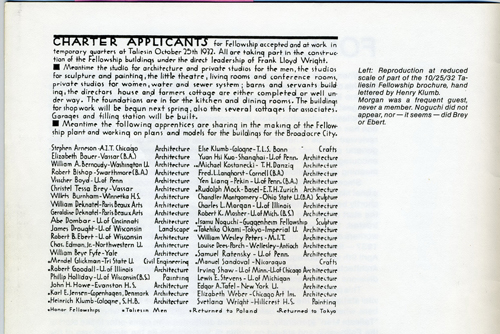 CHARTER APPLICANTS for Fellowship accepted and at work in
temporary quarters at Taliesin October 25th 1932. All are taking part in the construc-
tion of the Fellowship buildings under the direct leadership of Frank Lloyd Wright.
■ Meantime the studio for architecture and private studios for the men, the studios
for sculpture and painting, the little theatre, living rooms and conference rooms,
private studios for women, water and sewer system; barns and servants build
ing, the directors house and farmers cottage are either completed or well un-
der way. The foundations are in for the kitchen and dining rooms. The buildings
for shop work will be begun next spring, also the several cottages for associates.
Garages and filling station will be built.
■ Meantime the following apprentices are sharing in the making of the Fellow-
ship plant and working on plans and models for the buildings for the Broadacre City.
Stephen Arneson-A.I.T. Chicago Architecture Else Klumb-Cologne-T.L.S. Bonn Crafts
Elizabeth Bauer-Vassar (B.A.) Architecture Yuan Hsi Kuo-Shanghai-U.of Penn. Architecture
William A. Bernoudy-Washington U. Architecture Michael Kostanecki-T.H. Danzig Architecture
Robert Bishop-Swarthmore (B.A.) Architecture Fred. L. Langhorst-Cornell (B.A.) Architecture
Visscher Boyd-U.of Penn Architecture Yen Liang-Pekin-U.of Penn. (B.A.) Architecture
Christel Tessa Brey-Vassar Architecture Rudolph Mock-Basel-E.T.H. Zurich Architecture
Willets Burnham-Winnetka H.S. Architecture Chandler Montgomery-Ohio State U. (B.A.) Sculptor
William Deknatel-Paris Beaux Arts Architecture Charles L. Morgan-U.of Illinois Architecture
Geraldine Deknatel-Paris Beaux Arts Architecture Robert K. Mosher-U.of Mich. (B.S.) Architecture
Abe Dombar-U.of Cincinnati Architecture Isamu Noguchi-Guggenheim Fellowship Sculptor
James Drought-U.of Wisconsin Landscape Takehiko Okami-Tokyo-Imperial U. Architecture
Robert B. Ebert-U.of Wisconsin Architecture William Wesley Peters-M.I.T. Architecture
Chas. Edman, Jr.-Northwestern U. Architecture Louise Dees-Porch-Wellesley-Antioch Architecture
William Beye Fyfe-Yale Architecture Samuel Ratensky-U.of Penn. Architecture
Mendel Glickman-Tri State U. Civil Engineering Manuel Sandoval-Nicaragua Crafts
Robert Goodall-U.of Illinois Architecture Irving Shaw-U.of Minn.-U.of Chicago Architecture
Phillip Holliday-U.of Wisconsin (B.S.) Painting Lewis E. Stevens-U.of Michigan Architecture
John H. Howe-Evanston H.S. Architecture Edgar A. Tafel-New York U. Architecture
Karl E. Jensen-Copenhagen, Denmark Architecture Elizabeth Weber-Chicago Art Ins. Architecture
Heinrich Klumb-Cologne, S.H.B. Architecture Svetlana Wright-Hillcrest H.S. Painting
Honor Fellowships Taliesin Men Returned to Poland Returned to Tokyo
Left: Reproduction at reduced
scale of part of the 10/25/32 Ta-
liesin Fellowship brochure, hand
lettered by Henry Klumb.
Morgan was a frequent guest,
never a member. Noguchi did not
appear, nor — it seems — did Brey
or Ebert.